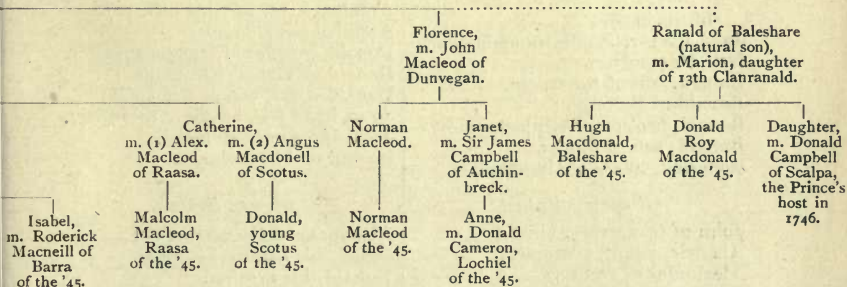 Florence,
m. John
Macleod of
Dunvegan.
Ranald of Baleshare
(natural son),
m. Marion, daughter
of 13th Clanranald.
Catherine,
m. (1) Alex.
Macleod
of Raasa.
m. (2) Angus
Macdonell
of Scotus.
Norman
Macleod.
Janet,
m. Sir James
Campbell
of Auchin-
breck.
Hugh
Macdonald,
Baleshare
of the '45.
Donald
Roy
Macdonald
of the '45.
Daughter,
m. Donald
Campbell
of Scalpa,
the Prince's
host in
1746.
Isabel,
m. Roderick
Macneill of
Barra
of the '45.
Malcolm
Macleod,
Raasa
of the '45.
Donald,
young
Scotus
of the '45.
Norman
Macleod
of the '45.
Anne,
m. Donald
Cameron,
Lochiel
of the '45.